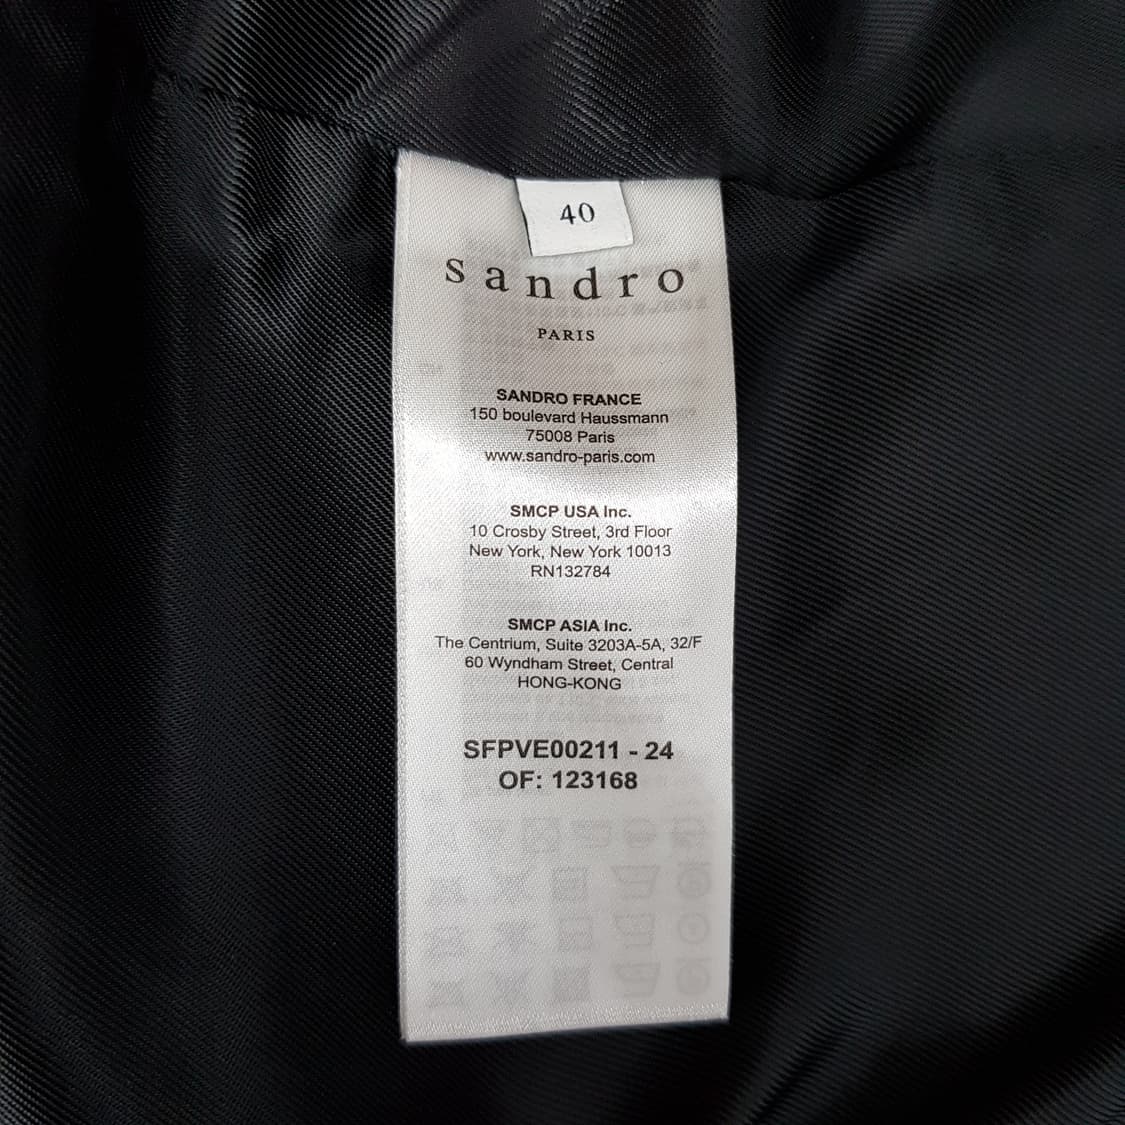 40
sandro
PARIS
SANDRO FRANCE
150 boulevard Haussmann
75008 Paris
www.sandro-paris.com
SMCP USA Inc.
10 Crosby Street, 3rd Floor
New York, New York 10013
RN132784
SMCP ASIA Inc.
The Centrium, Suite 3203A-5A, 32/F
60 Wyndham Street, Central
HONG-KONG
SFPVE00211 - 24
OF: 123168